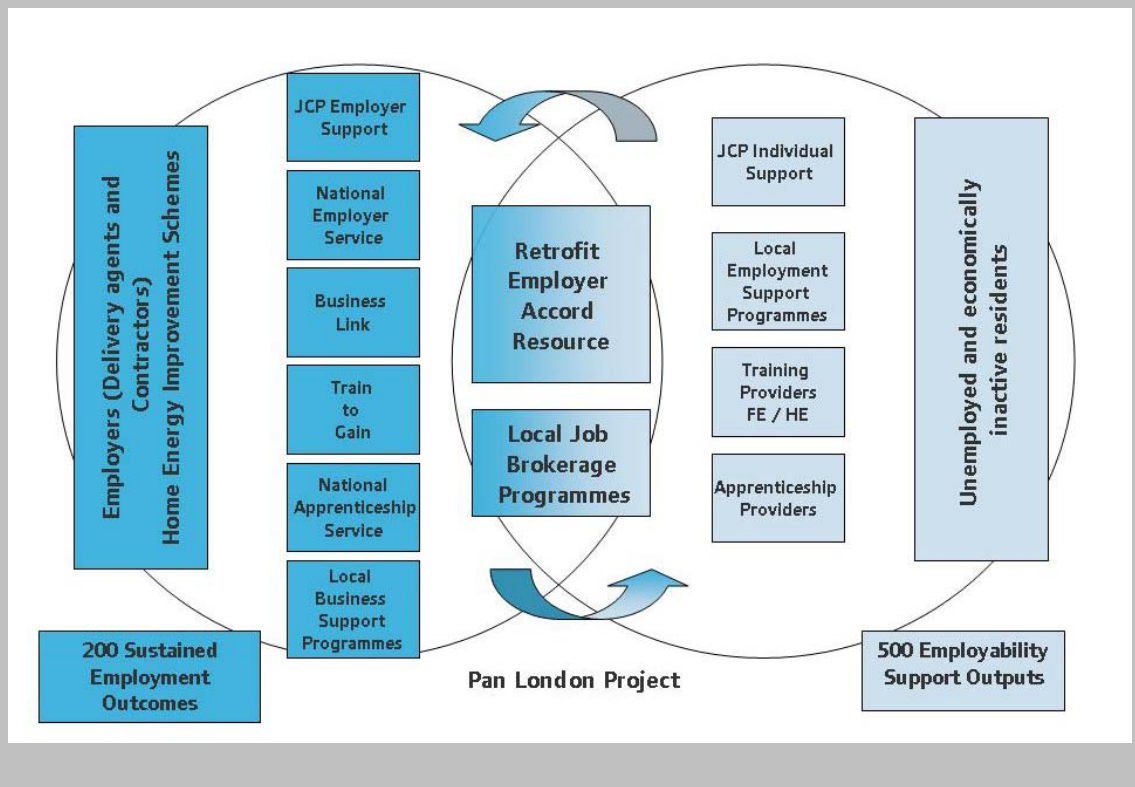 Employers (Delivery agents and
Contractors)
Home Energy Improvement Schemes
JCP Employer
Support
National
Employer
Service
Business
Link
Train
to
Gain
National
Apprenticeship
Service
Local
Business
Support
Programmes
Retrofit
Employer
Accord
Resource
Local Job
Brokerage
Programmes
JCP Individual
Support
Local
Employment
Support
Programmes
Training
Providers
FE / HE
Apprenticeship
Providers
Unemployed and economically
inactive residents
200 Sustained
Employment
Outcomes
Pan London Project
500 Employability
Support Outputs